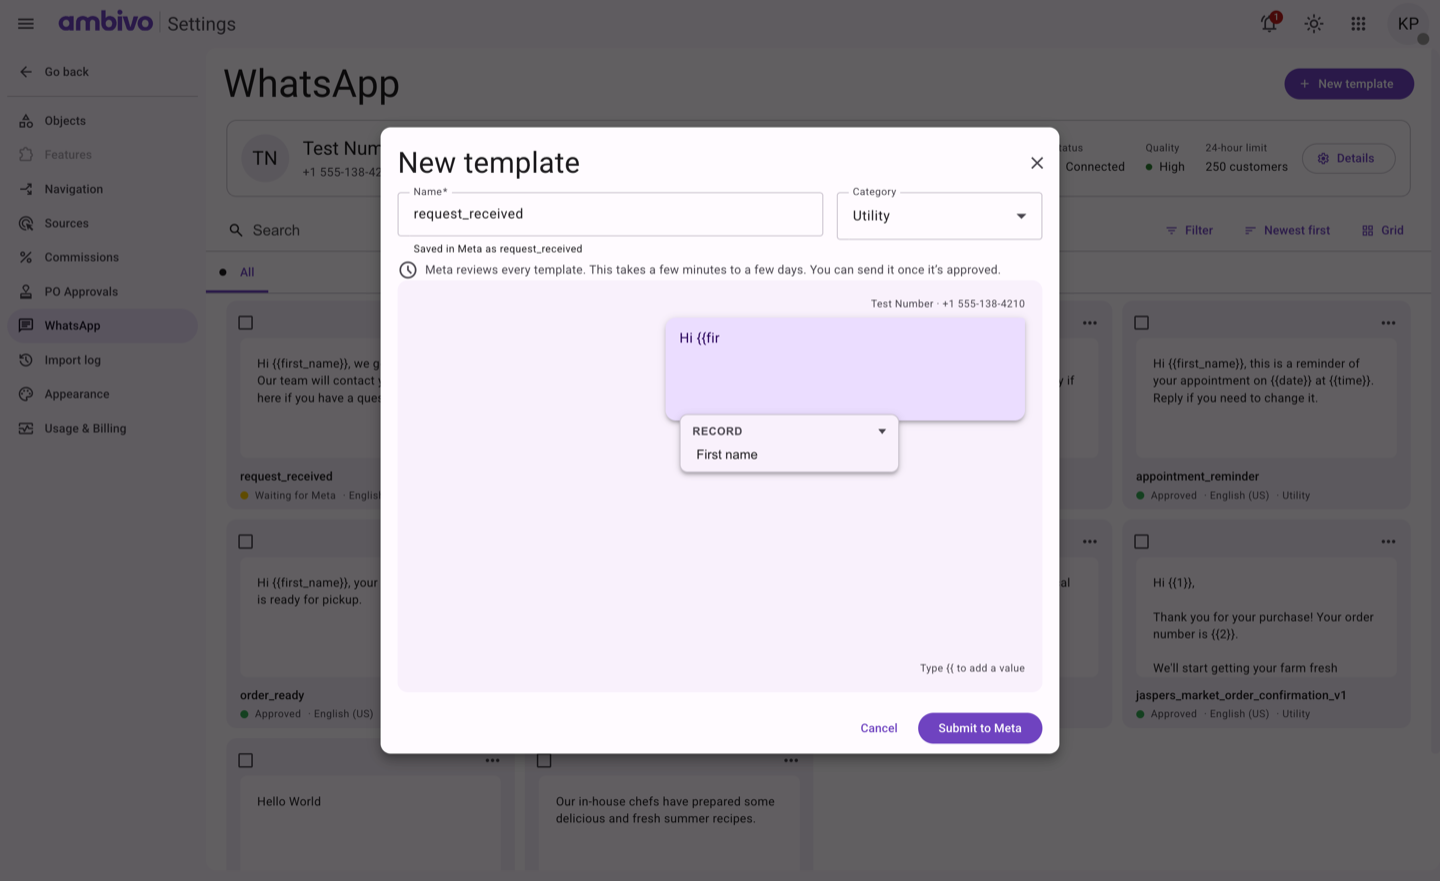 ambivo Settings
1
KP
Go back
Objects
Features
Navigation
Sources
Commissions
PO Approvals
WhatsApp
Import log
Appearance
Usage & Billing
WhatsApp
+ New template
TN
Test Num
+1 555-138-42
tatus
Connected
Quality
High
24-hour limit
250 customers
Details
Search
Filter
Newest first
Grid
All
New template
Name*
request_received
Saved in Meta as request_received
Category
Utility
Meta reviews every template. This takes a few minutes to a few days. You can send it once it's approved.
Test Number · +1 555-138-4210
Hi {{fir
RECORD
First name
Type {{ to add a value
Cancel
Submit to Meta
Hi {{first_name}}, we g
Our team will contact
here if you have a ques
request_received
Waiting for Meta · Englis
y if
Hi {{first_name}}, this is a reminder of
your appointment on {{date}} at {{time}}.
Reply if you need to change it.
appointment_reminder
Approved · English (US) · Utility
Hi {{first_name}}, your
is ready for pickup.
order_ready
Approved · English (US)
al
Hi {{1}},
Thank you for your purchase! Your order
number is {{2}}.
We'll start getting your farm fresh
jaspers_market_order_confirmation_v1
Approved · English (US) · Utility
Hello World
Our in-house chefs have prepared some
delicious and fresh summer recipes.